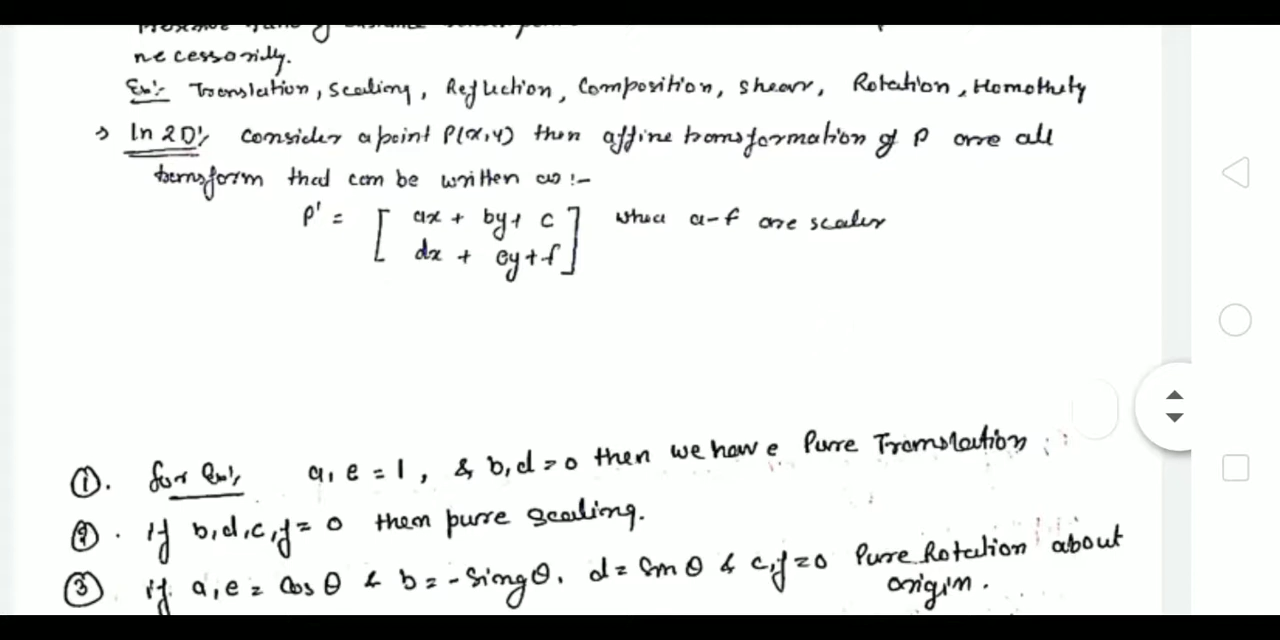 necessorily.
Ex:- Translation, Scaling, Reflection, Composition, Shear, Rotation, Homothety
→ In 2D:- consider a point P(x,y) then affine transformation of P are all
transform that can be written as :-
P' = [ ax + by + c ] where a-f are scaler
[ dx + ey + f ]
①. for Ex:- a, e = 1, & b, d = 0 then we have Pure Translation
②. if b,d,c,f = 0 then pure scaling.
③ if a, e = Cos θ & b = - Sing θ, d = Sin θ & c,f = 0 Pure Rotation about
origin.